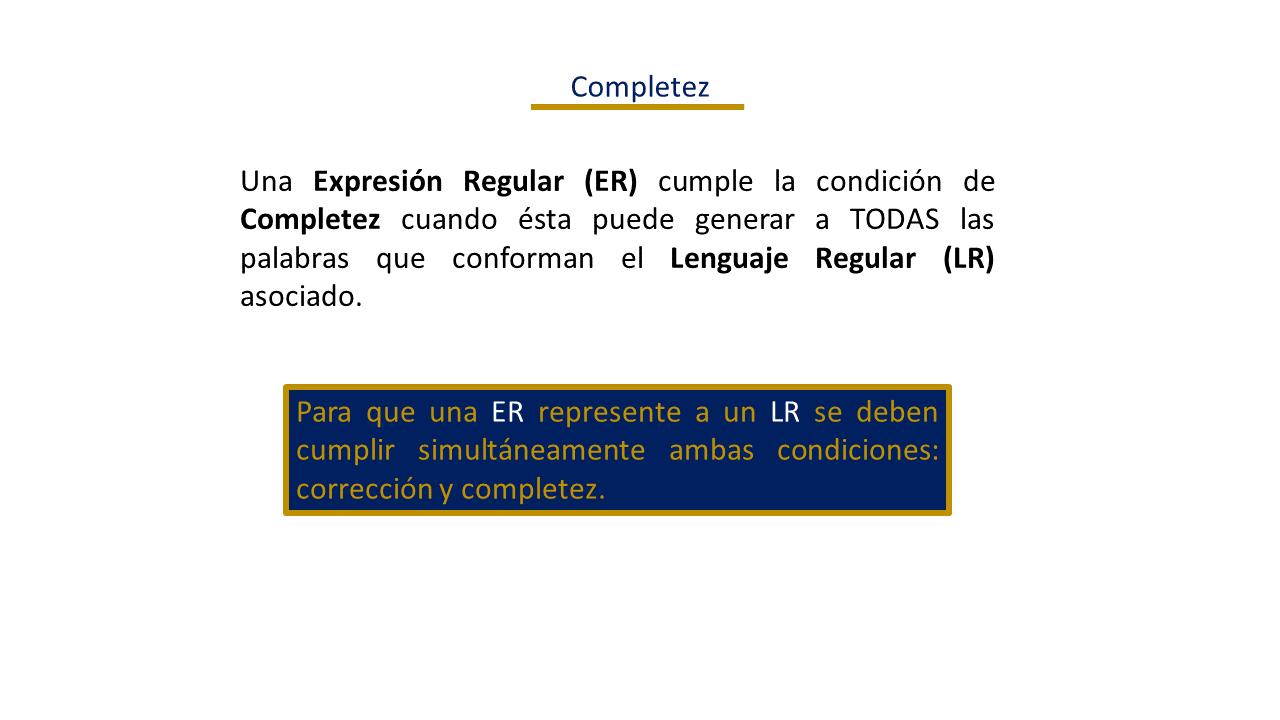 Completez
Una Expresión Regular (ER) cumple la condición de
Completez cuando ésta puede generar a TODAS las
palabras que conforman el Lenguaje Regular (LR)
asociado.
Para que una ER represente a un LR se deben
cumplir simultáneamente ambas condiciones:
corrección y completez.